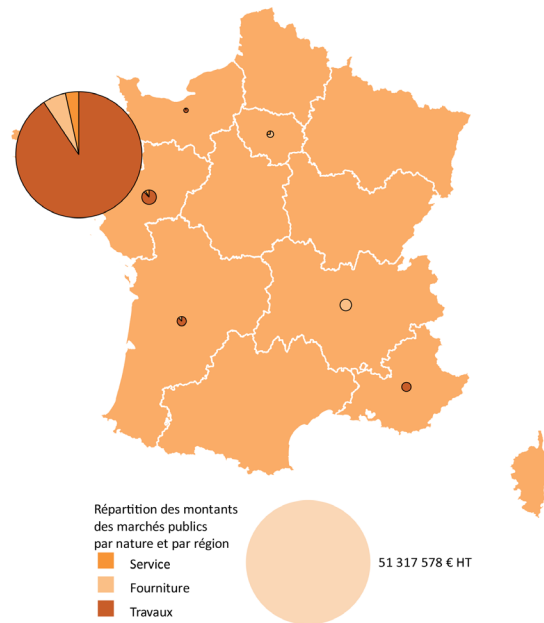 Répartition des montants
des marchés publics
par nature et par région
Service
Fourniture
Travaux
51 317 578 € HT